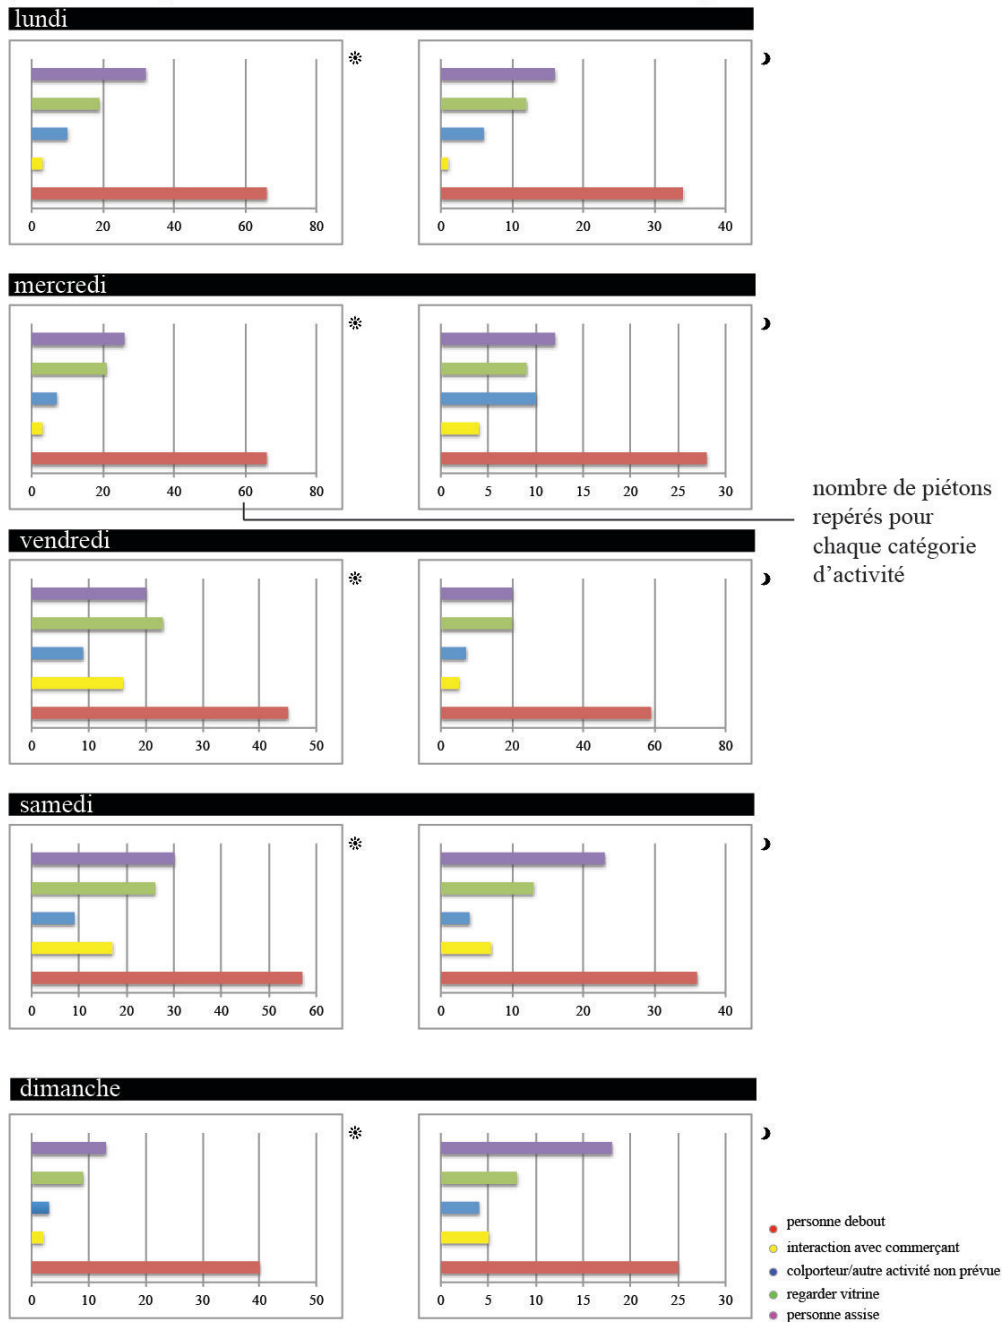 lundi
0 20 40 60 80
0 10 20 30 40
mercredi
0 20 40 60 80
0 5 10 15 20 25 30
nombre de piétons
repérés pour
chaque catégorie
d'activité
vendredi
0 10 20 30 40 50
0 20 40 60 80
samedi
0 10 20 30 40 50 60
0 10 20 30 40
dimanche
0 10 20 30 40 50
0 5 10 15 20 25 30
personne debout
interaction avec commerçant
colporteur/autre activité non prévue
regarder vitrine
personne assise